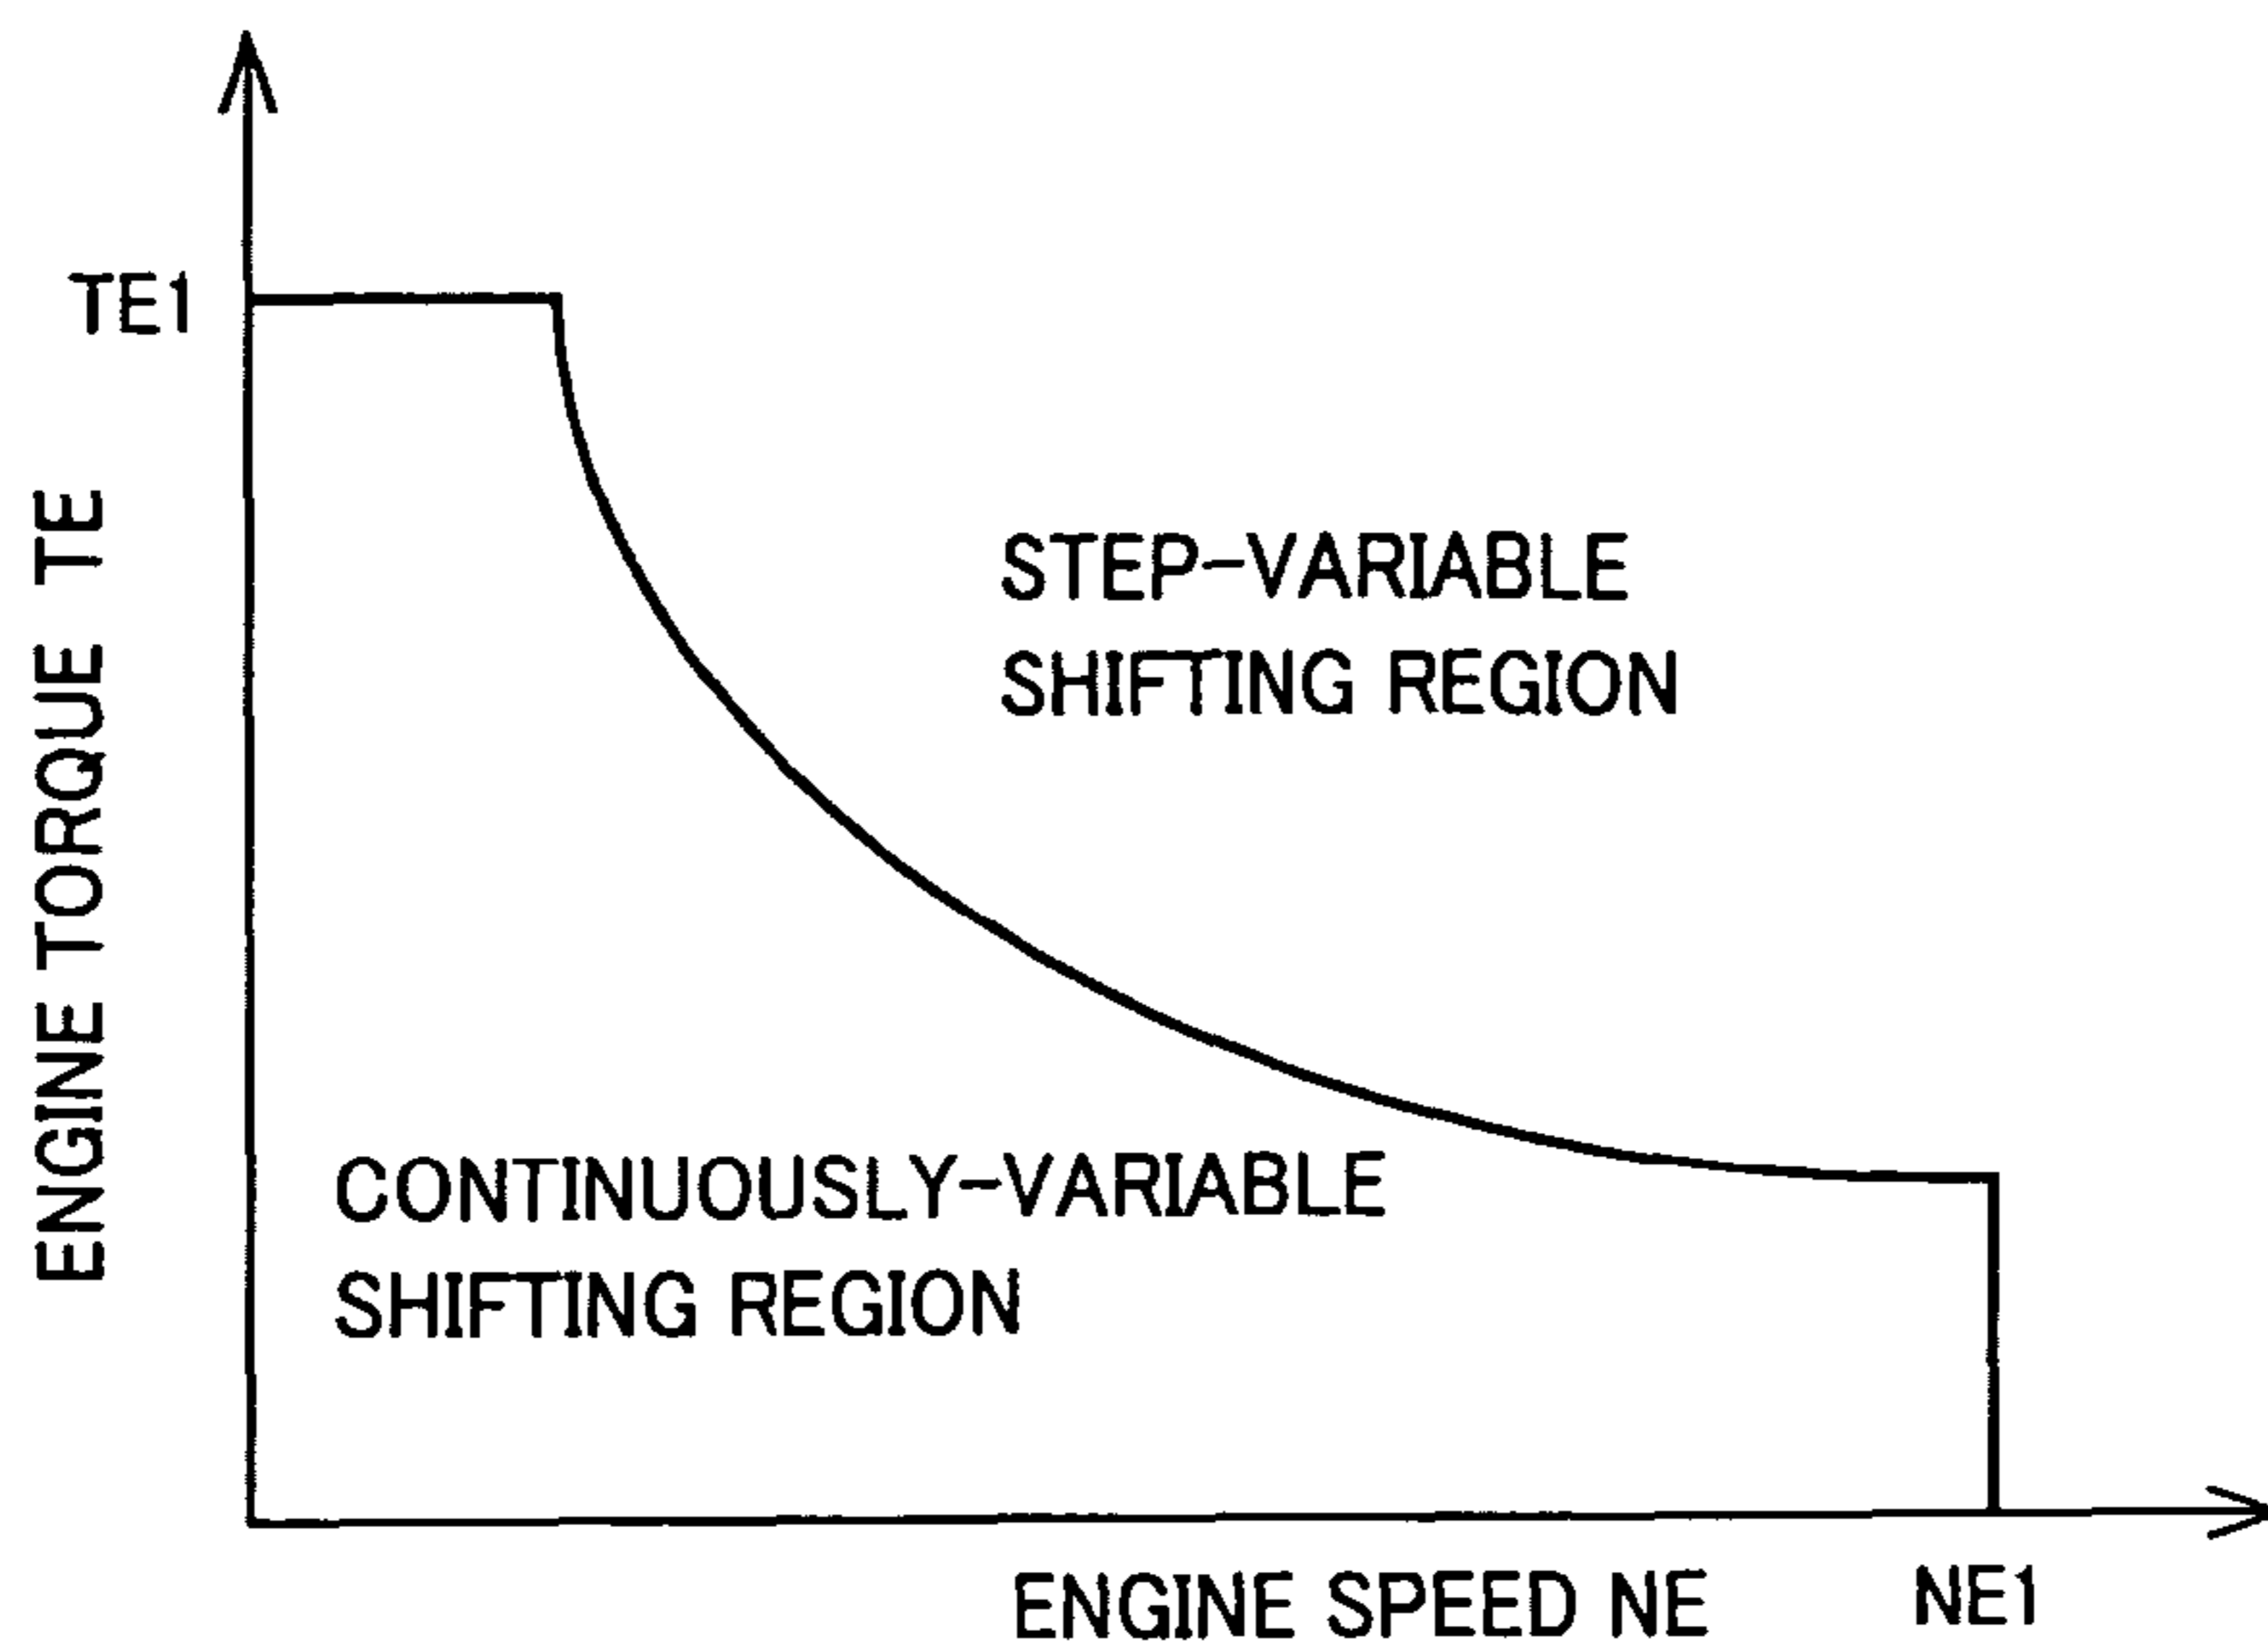 TE1
ENGINE TORQUE TE
STEP-VARIABLE
SHIFTING REGION
CONTINUOUSLY-VARIABLE
SHIFTING REGION
ENGINE SPEED NE
NE1